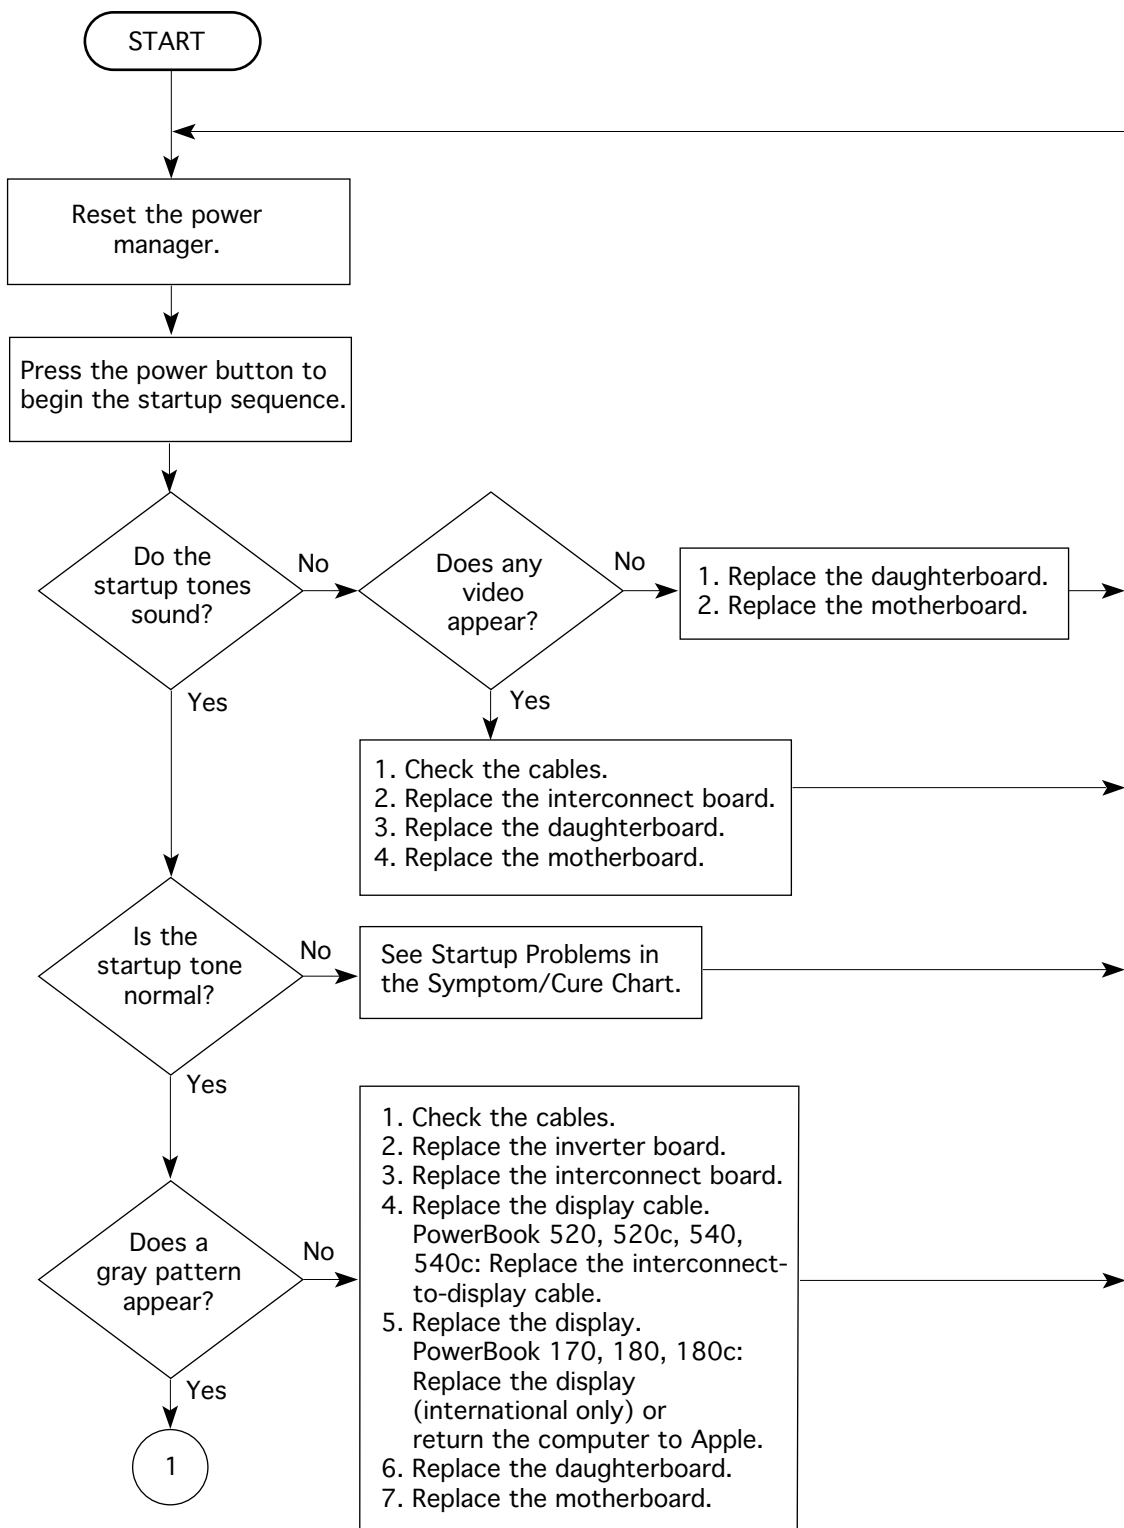 START
Reset the power
manager.
Press the power button to
begin the startup sequence.
Do the
startup tones
sound?
No
Does any
video
appear?
No
1. Replace the daughterboard.
2. Replace the motherboard.
Yes
Yes
1. Check the cables.
2. Replace the interconnect board.
3. Replace the daughterboard.
4. Replace the motherboard.
Is the
startup tone
normal?
No
See Startup Problems in
the Symptom/Cure Chart.
Yes
Does a
gray pattern
appear?
No
1. Check the cables.
2. Replace the inverter board.
3. Replace the interconnect board.
4. Replace the display cable.
PowerBook 520, 520c, 540,
540c: Replace the interconnect-
to-display cable.
5. Replace the display.
PowerBook 170, 180, 180c:
Replace the display
(international only) or
return the computer to Apple.
6. Replace the daughterboard.
7. Replace the motherboard.
Yes
1